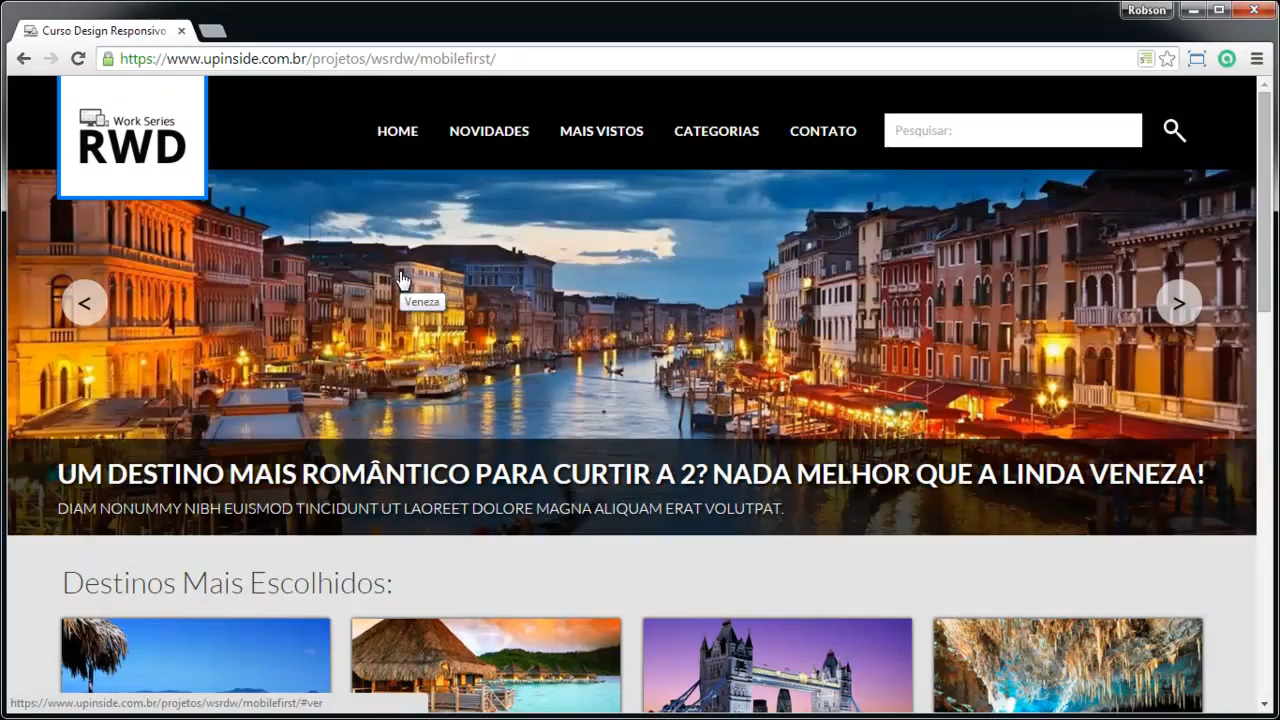 Robson
Curso Design Responsivo
https://www.upinside.com.br/projetos/wsrdw/mobilefirst/
Work Series
RWD
HOME
NOVIDADES
MAIS VISTOS
CATEGORIAS
CONTATO
Pesquisar:
<
Veneza
>
UM DESTINO MAIS ROMÂNTICO PARA CURTIR A 2? NADA MELHOR QUE A LINDA VENEZA!
DIAM NONUMMY NIBH EUISMOD TINCIDUNT UT LAOREET DOLORE MAGNA ALIQUAM ERAT VOLUTPAT.
Destinos Mais Escolhidos:
https://www.upinside.com.br/projetos/wsrdw/mobilefirst/#ver